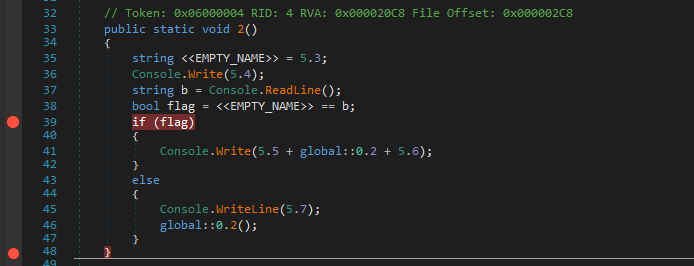 32 // Token: 0x06000004 RID: 4 RVA: 0x000020C8 File Offset: 0x000002C8
33 public static void 2()
34 {
35 string <<EMPTY_NAME>> = 5.3;
36 Console.Write(5.4);
37 string b = Console.ReadLine();
38 bool flag = <<EMPTY_NAME>> == b;
39 if (flag)
40 {
41 Console.Write(5.5 + global::0.2 + 5.6);
42 }
43 else
44 {
45 Console.WriteLine(5.7);
46 global::0.2();
47 }
48 }
49